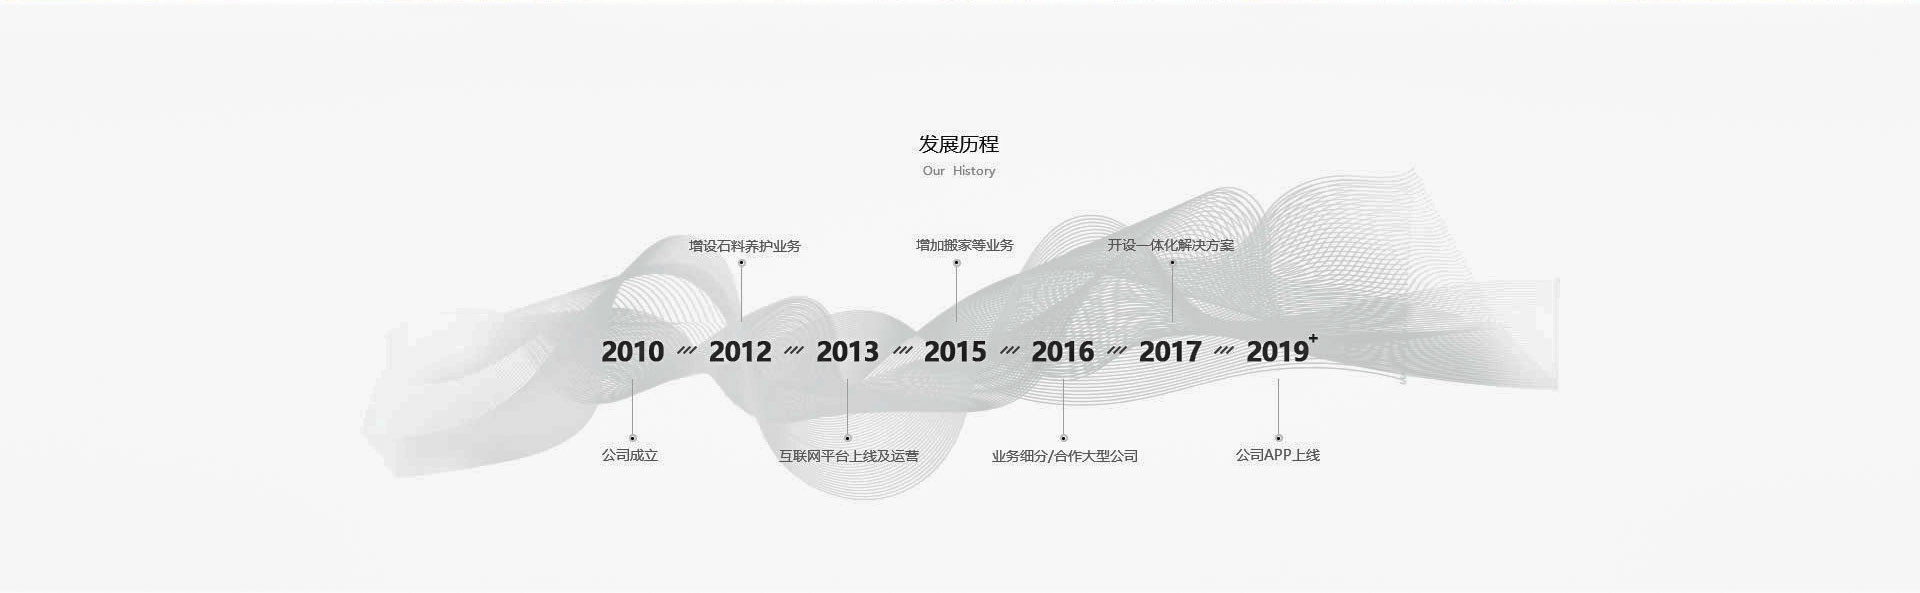 发展历程
Our History
增设石料养护业务
增加搬家等业务
开设一体化解决方案
2010 /// 2012 /// 2013 /// 2015 /// 2016 /// 2017 /// 2019+
公司成立
互联网平台上线及运营
业务细分/合作大型公司
公司APP上线